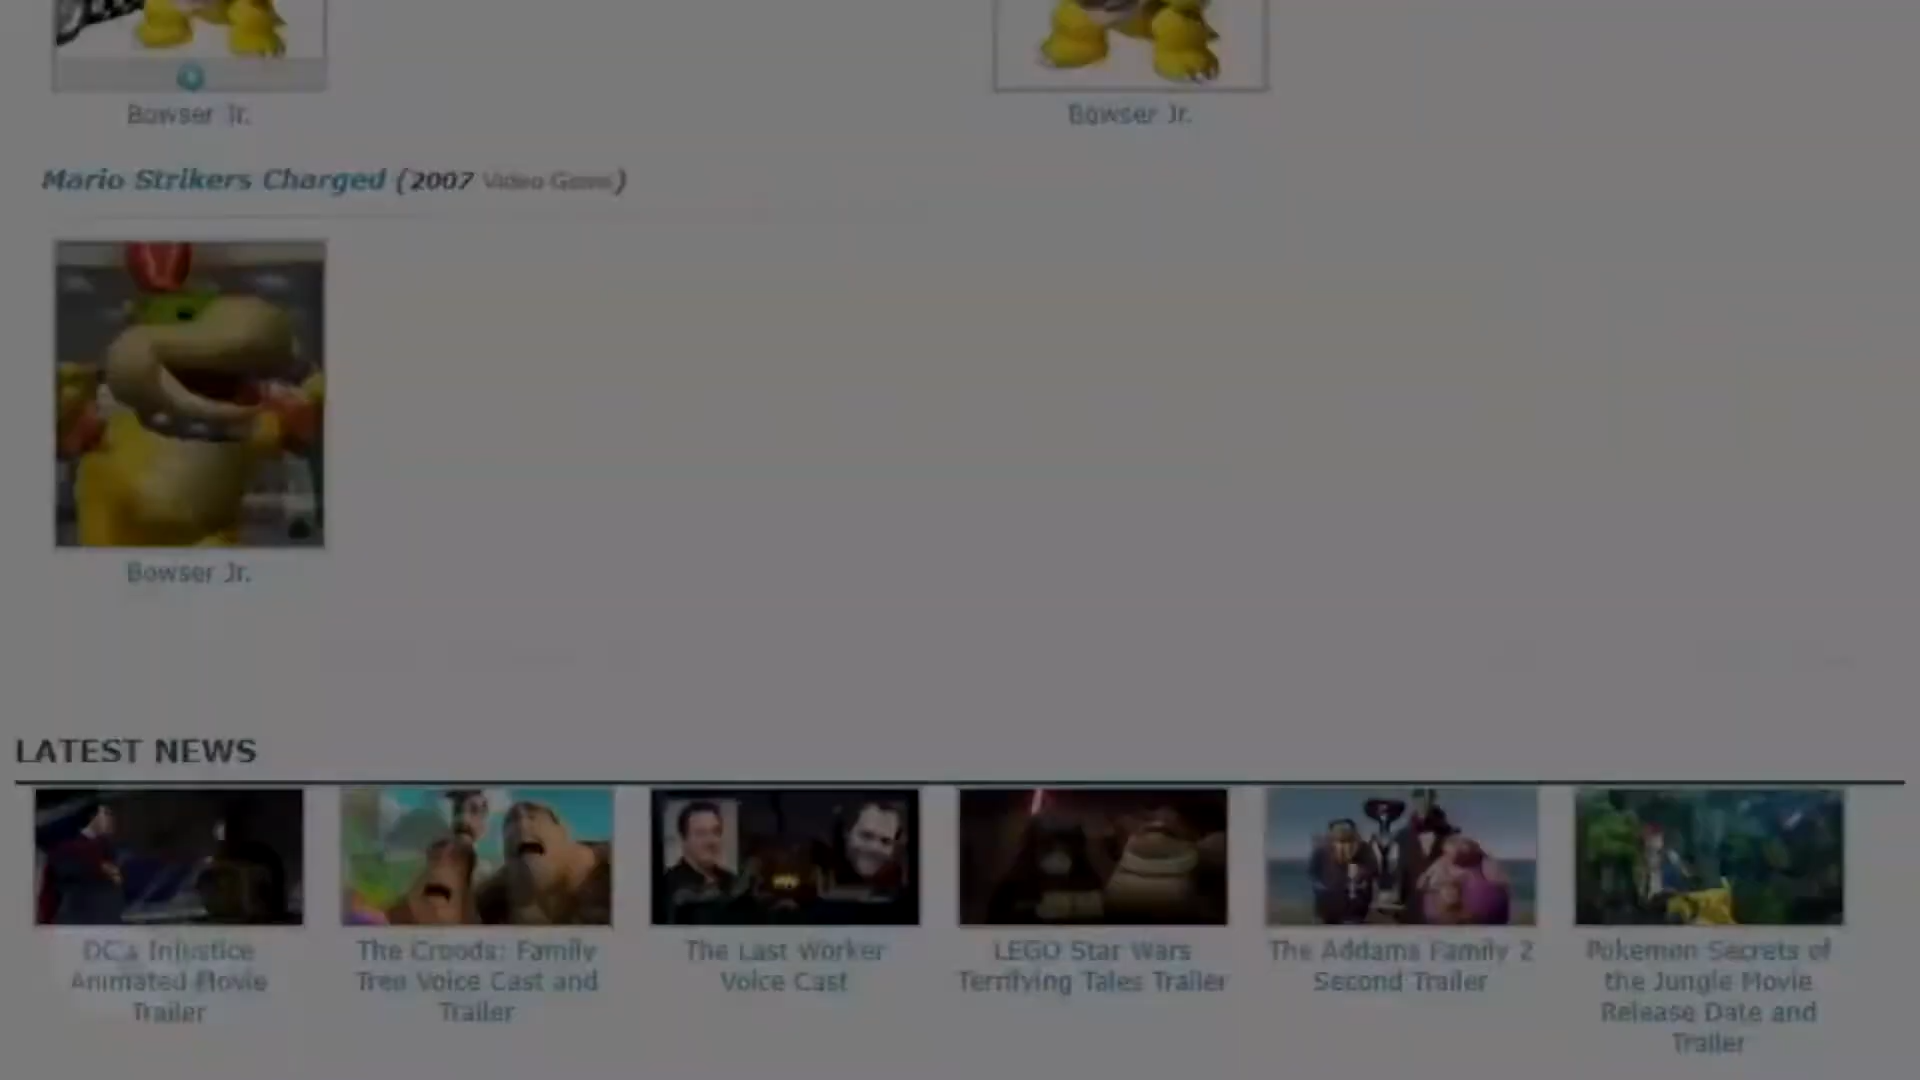 Bowser Jr.
Bowser Jr.
Mario Strikers Charged (2007 Video Game)
Bowser Jr.
LATEST NEWS
DC's Injustice
Animated Movie
Trailer
The Croods: Family
Tree Voice Cast and
Trailer
The Last Worker
Voice Cast
LEGO Star Wars
Terrifying Tales Trailer
The Addams Family 2
Second Trailer
Pokemon Secrets of
the Jungle Movie
Release Date and
Trailer